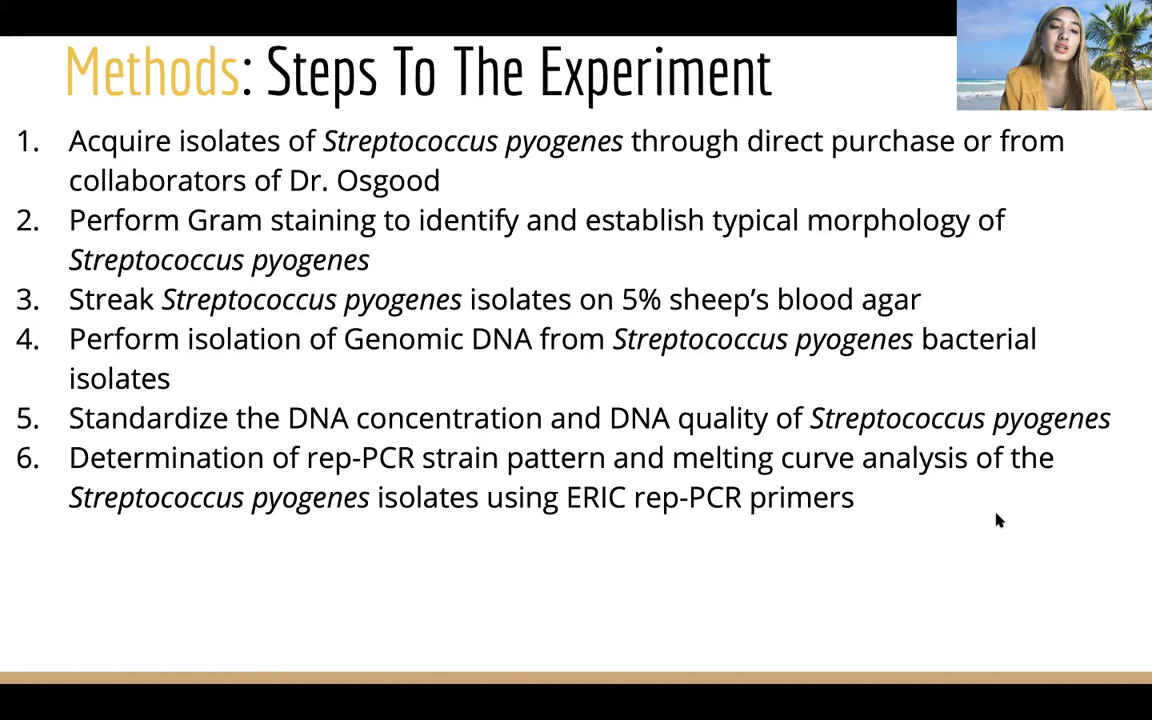 Methods: Steps To The Experiment
1. Acquire isolates of Streptococcus pyogenes through direct purchase or from
collaborators of Dr. Osgood
2. Perform Gram staining to identify and establish typical morphology of
Streptococcus pyogenes
3. Streak Streptococcus pyogenes isolates on 5% sheep’s blood agar
4. Perform isolation of Genomic DNA from Streptococcus pyogenes bacterial
isolates
5. Standardize the DNA concentration and DNA quality of Streptococcus pyogenes
6. Determination of rep-PCR strain pattern and melting curve analysis of the
Streptococcus pyogenes isolates using ERIC rep-PCR primers